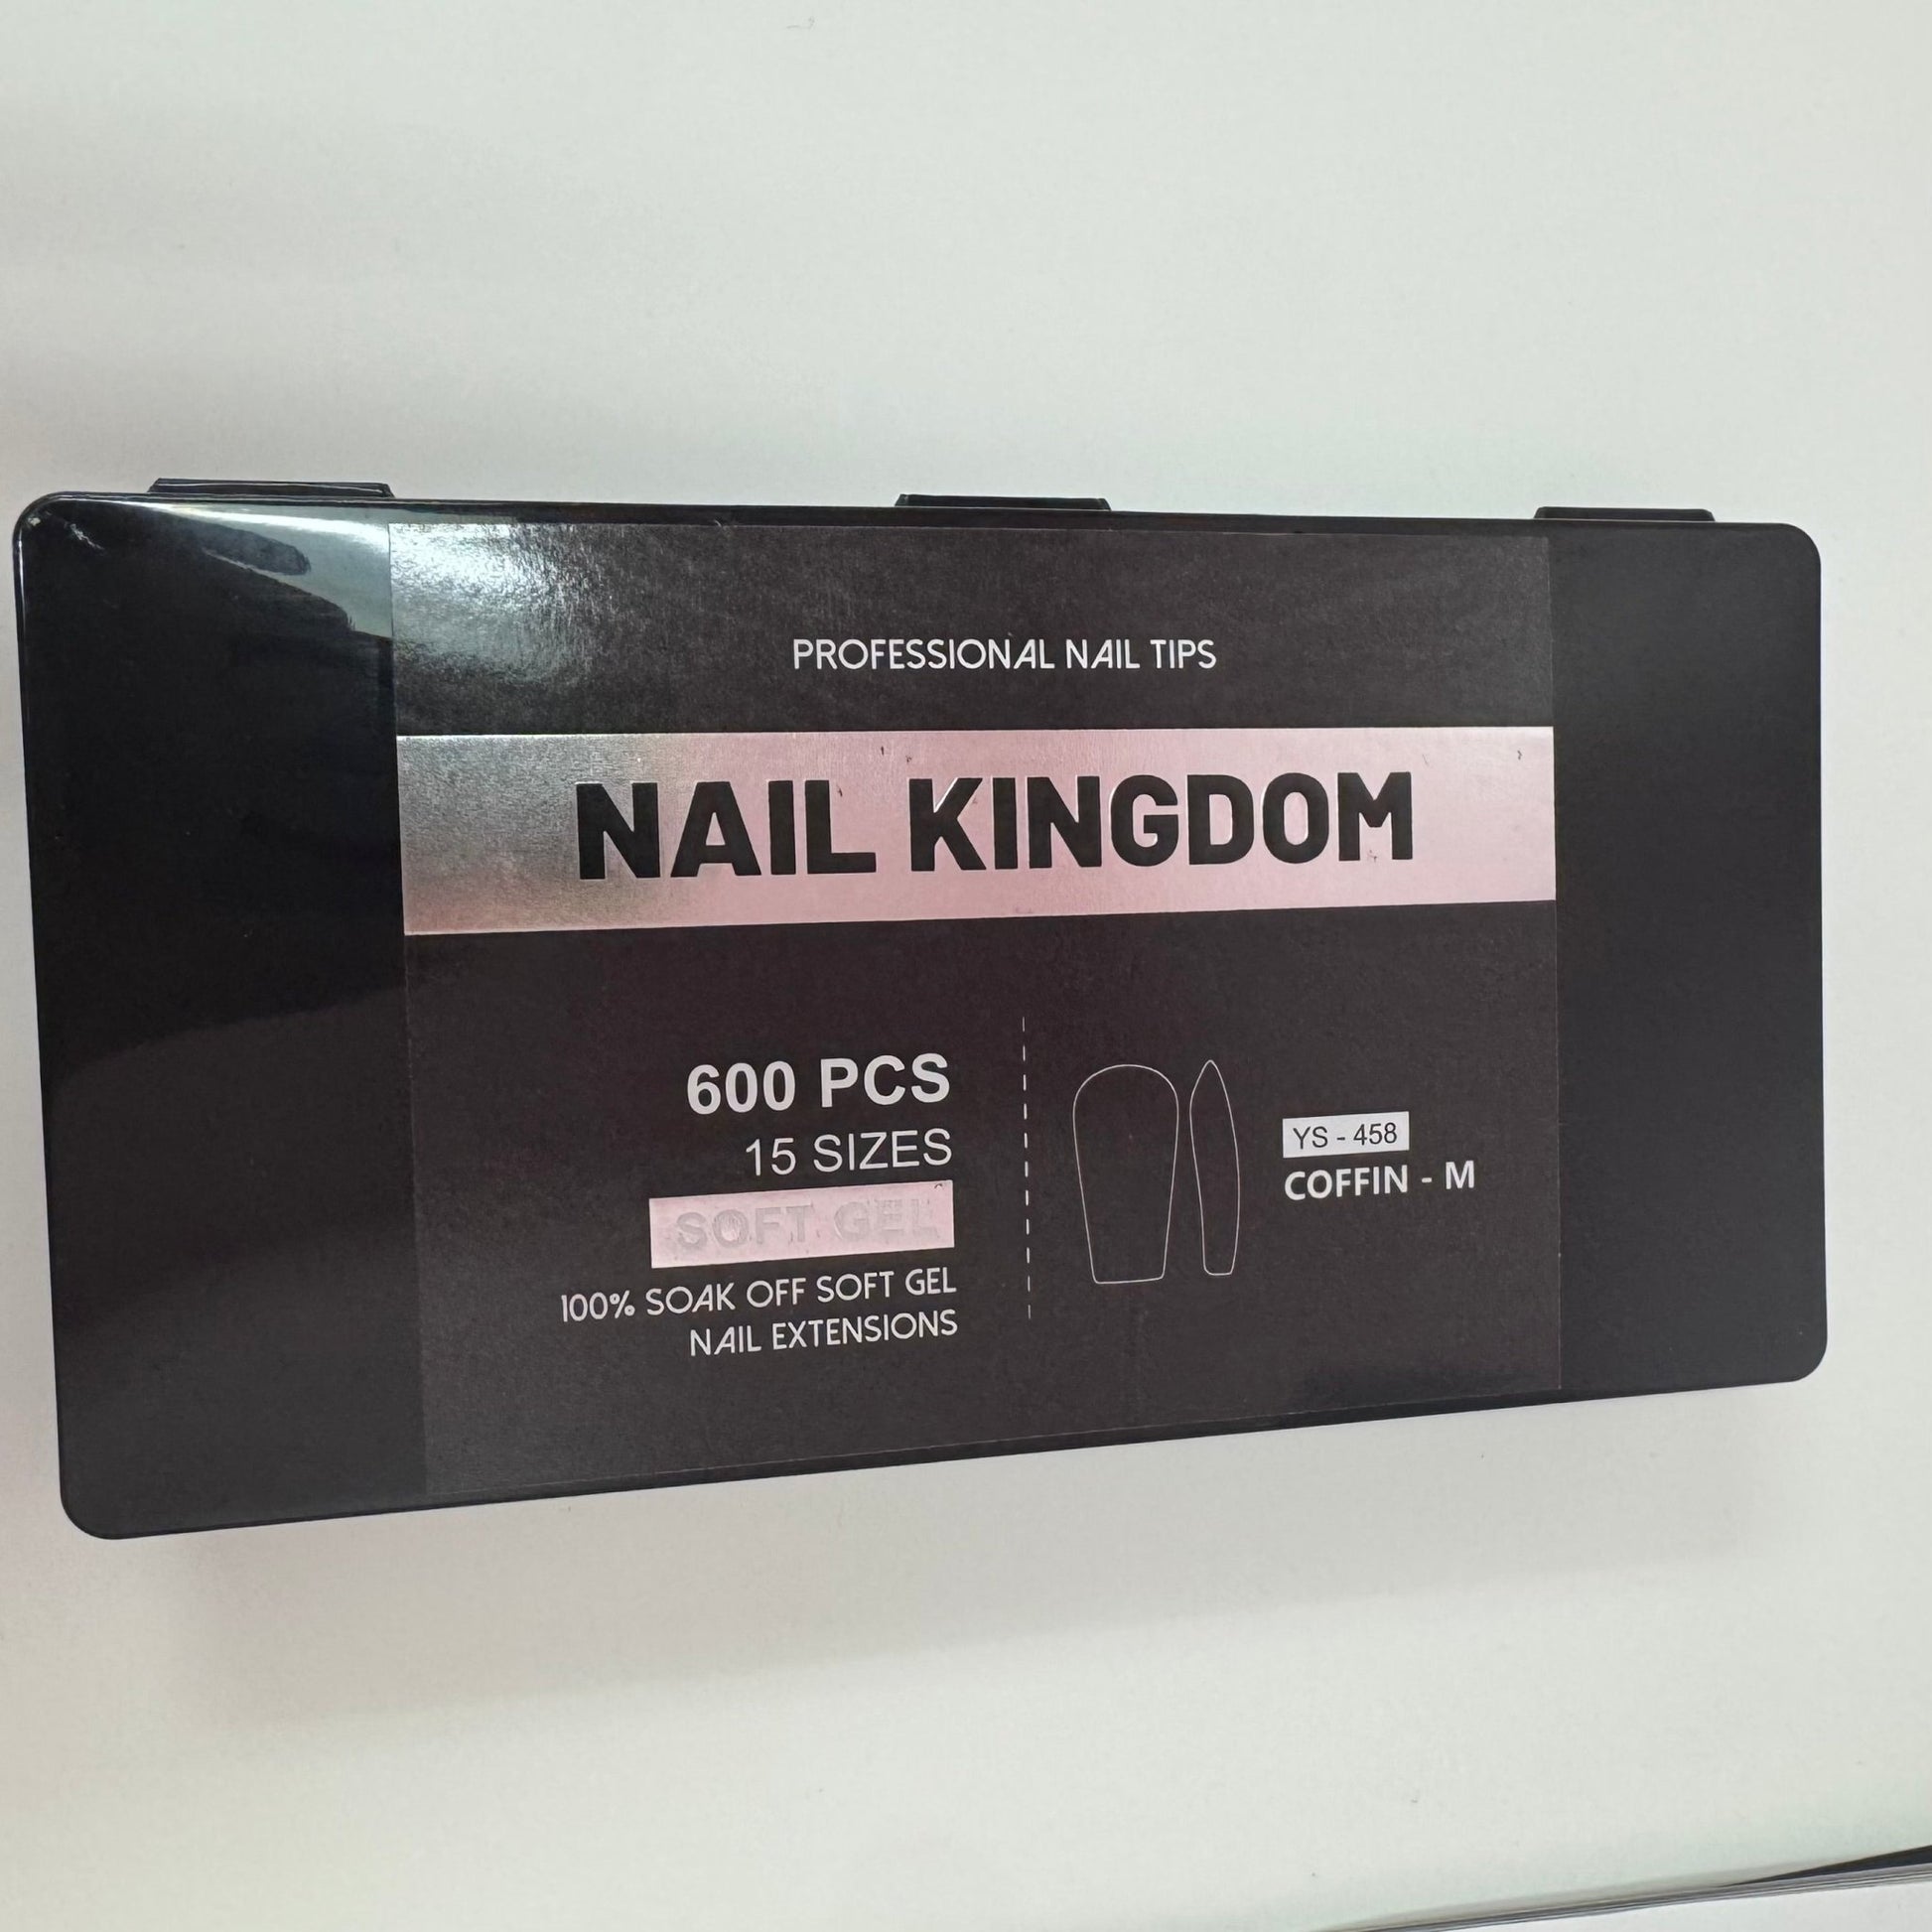 PROFESSIONAL NAIL TIPS
NAIL KINGDOM
600 PCS
15 SIZES
SOFT GEL
100% SOAK OFF SOFT GEL
NAIL EXTENSIONS
YS - 458
COFFIN - M